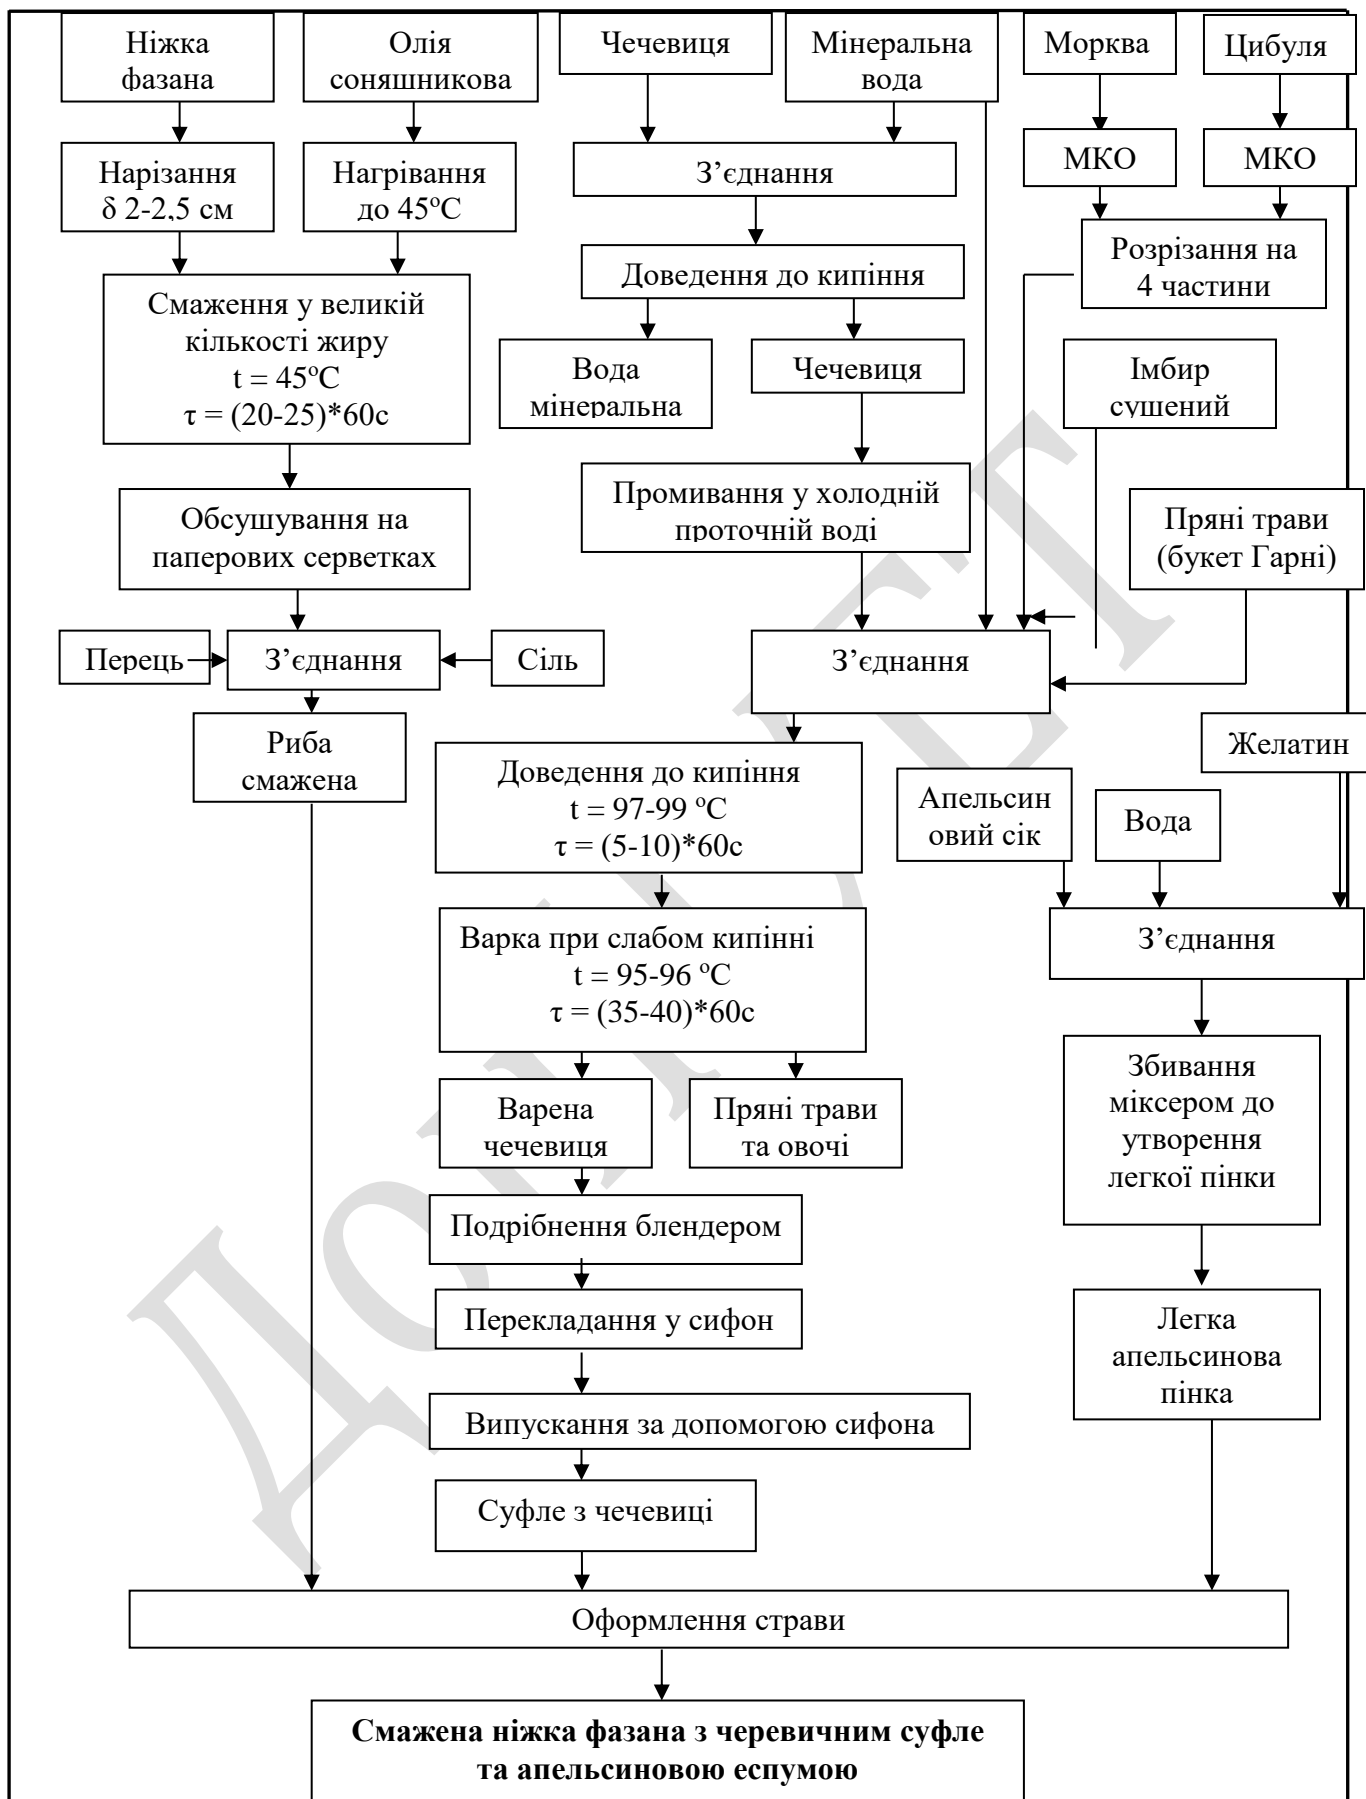 Ніжка
фазана
Олія
соняшникова
Чечевиця
Мінеральна
вода
Морква
Цибуля
Нарізання
δ 2-2,5 см
Нагрівання
до 45ºС
З’єднання
МКО
МКО
Доведення до кипіння
Розрізання на
4 частини
Смаження у великій
кількості жиру
t = 45ºС
τ = (20-25)*60с
Вода
мінеральна
Чечевиця
Імбир
сушений
Обсушування на
паперових серветках
Промивання у холодній
проточній воді
Пряні трави
(букет Гарні)
Перець
З’єднання
Сіль
З’єднання
Риба
смажена
Доведення до кипіння
t = 97-99 ºС
τ = (5-10)*60с
Апельсин
овий сік
Вода
Желатин
Варка при слабом кипінні
t = 95-96 ºС
τ = (35-40)*60с
З’єднання
Варена
чечевиця
Пряні трави
та овочі
Збивання
міксером до
утворення
легкої пінки
Подрібнення блендером
Перекладання у сифон
Легка
апельсинова
пінка
Випускання за допомогою сифона
Суфле з чечевиці
Оформлення страви
Смажена ніжка фазана з черевичним суфле
та апельсиновою еспумою